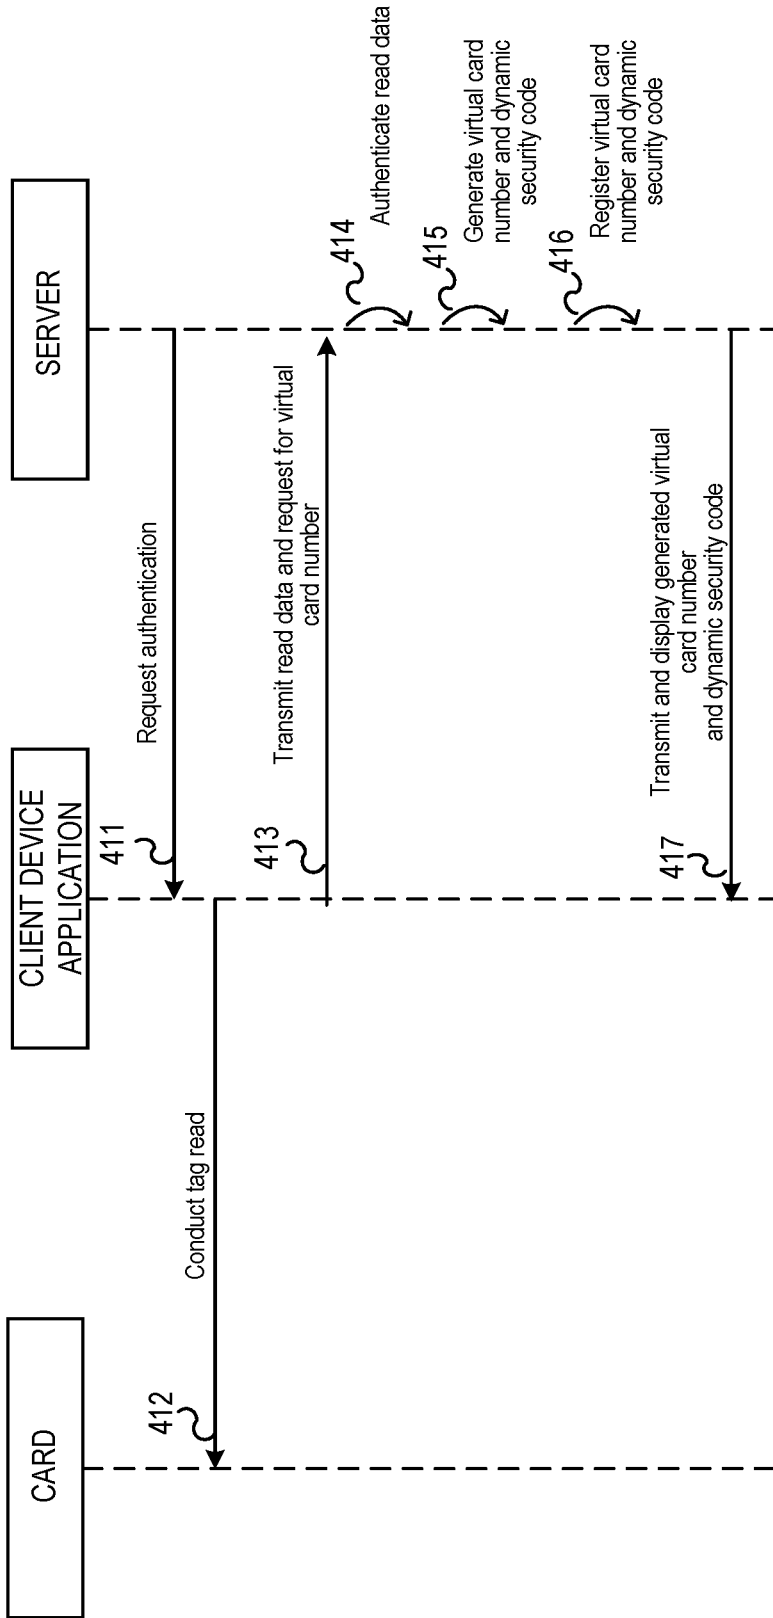 CARD
CLIENT DEVICE
APPLICATION
SERVER
411
Request authentication
412
Conduct tag read
413
Transmit read data and request for virtual
card number
414
Authenticate read data
415
Generate virtual card
number and dynamic
security code
416
Register virtual card
number and dynamic
security code
417
Transmit and display generated virtual
card number
and dynamic security code